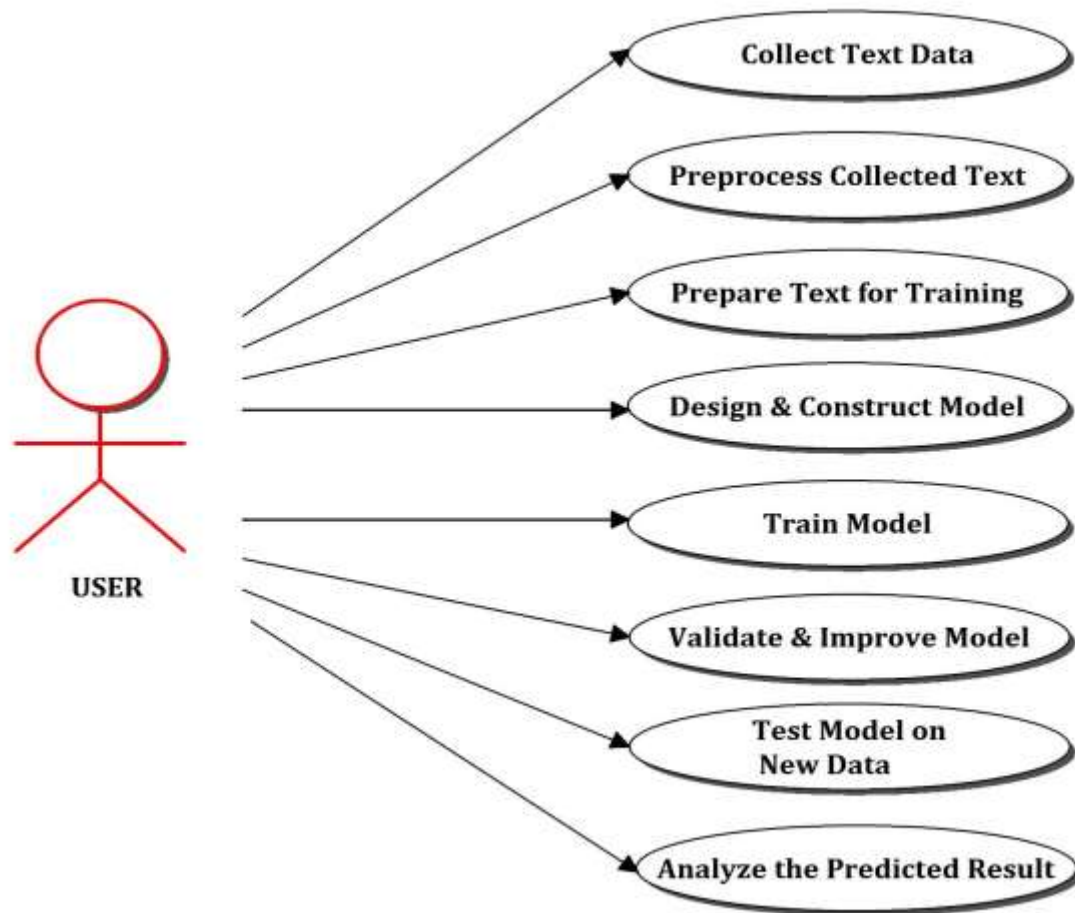 Collect Text Data
Preprocess Collected Text
Prepare Text for Training
Design & Construct Model
Train Model
USER
Validate & Improve Model
Test Model on
New Data
Analyze the Predicted Result